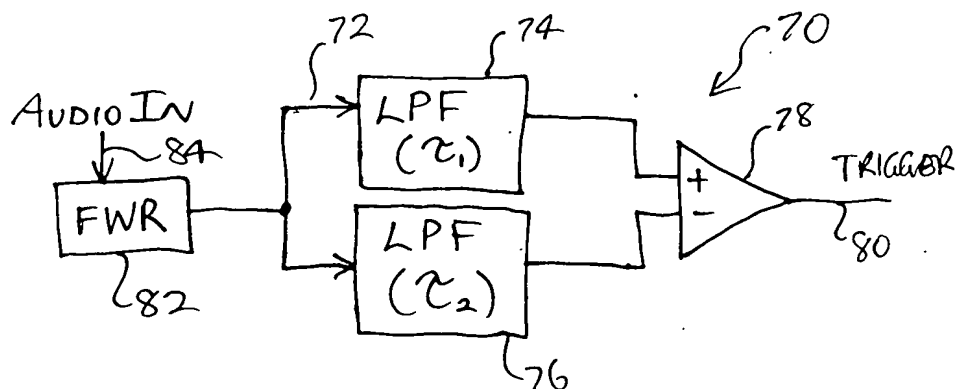 72
74
70
AUDIO IN
84
LPF
(τ₁)
78
+
-
TRIGGER
80
FWR
82
LPF
(τ₂)
76